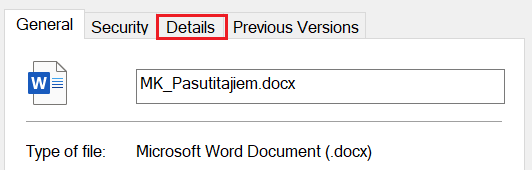 General Security Details Previous Versions
W
MK_Pasutitajiem.docx
Type of file: Microsoft Word Document (.docx)